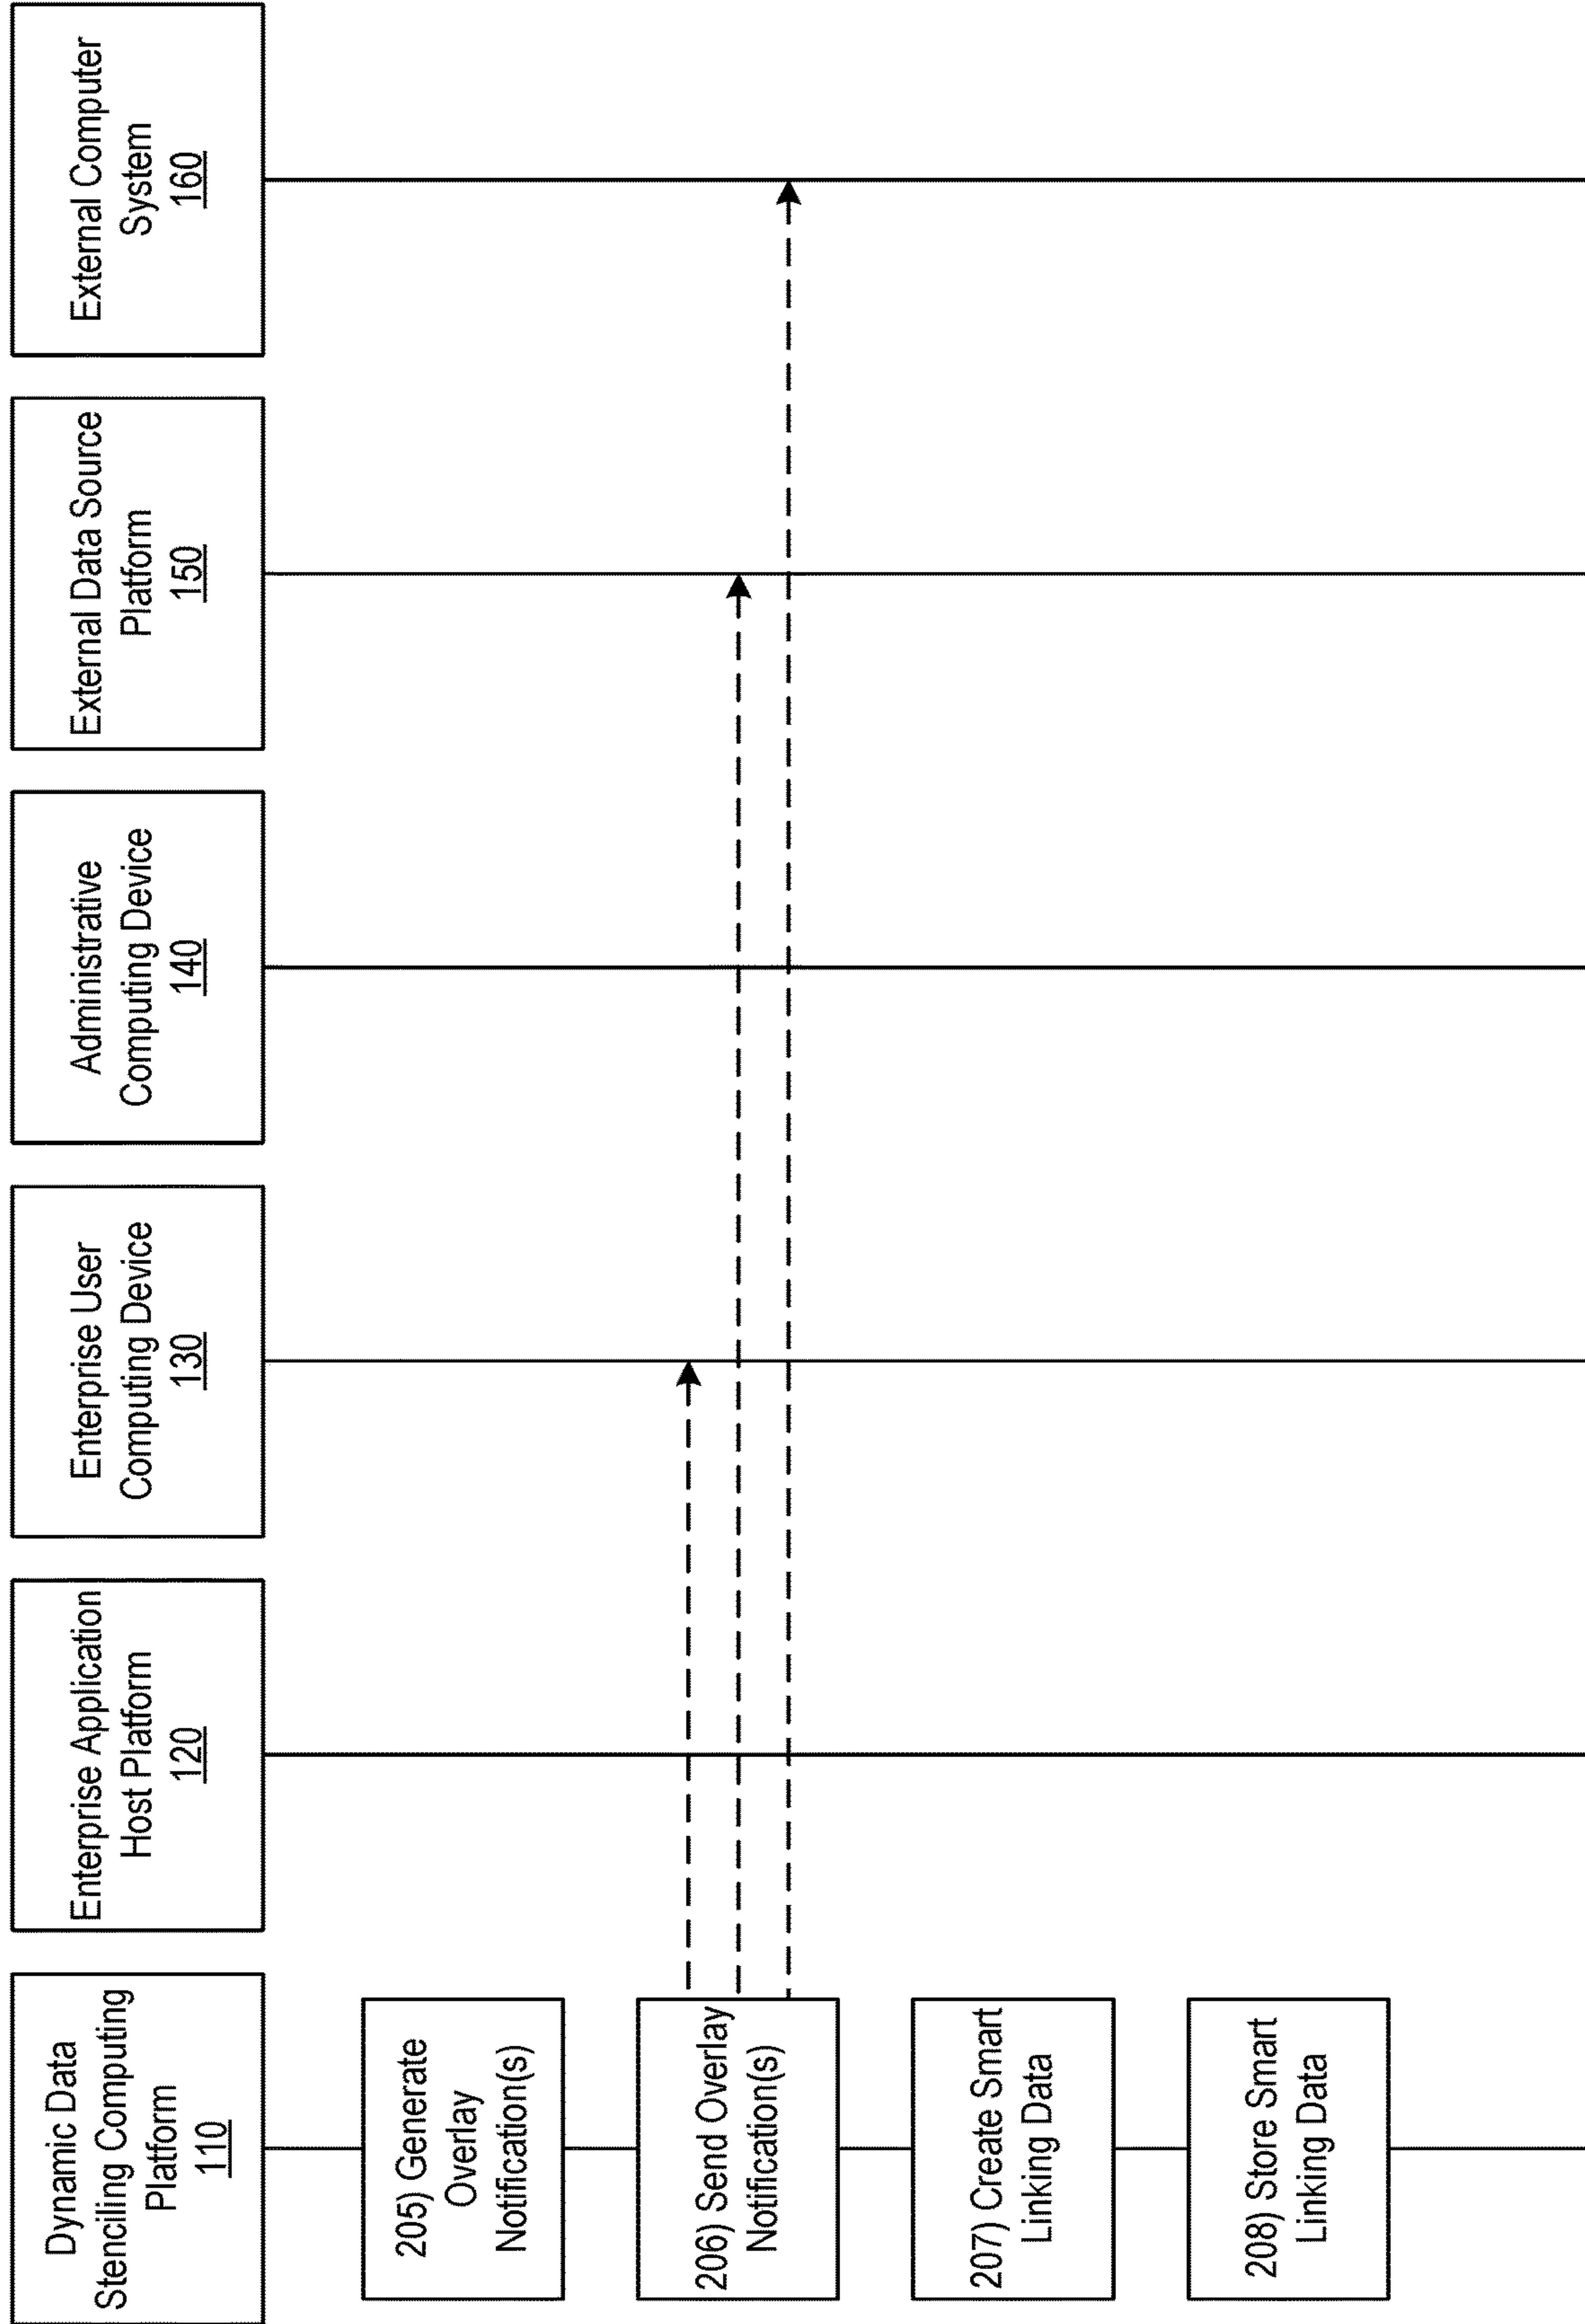 Dynamic Data
Stenciling Computing
Platform
110
Enterprise Application
Host Platform
120
Enterprise User
Computing Device
130
Administrative
Computing Device
140
External Data Source
Platform
150
External Computer
System
160
205) Generate
Overlay
Notification(s)
206) Send Overlay
Notification(s)
207) Create Smart
Linking Data
208) Store Smart
Linking Data